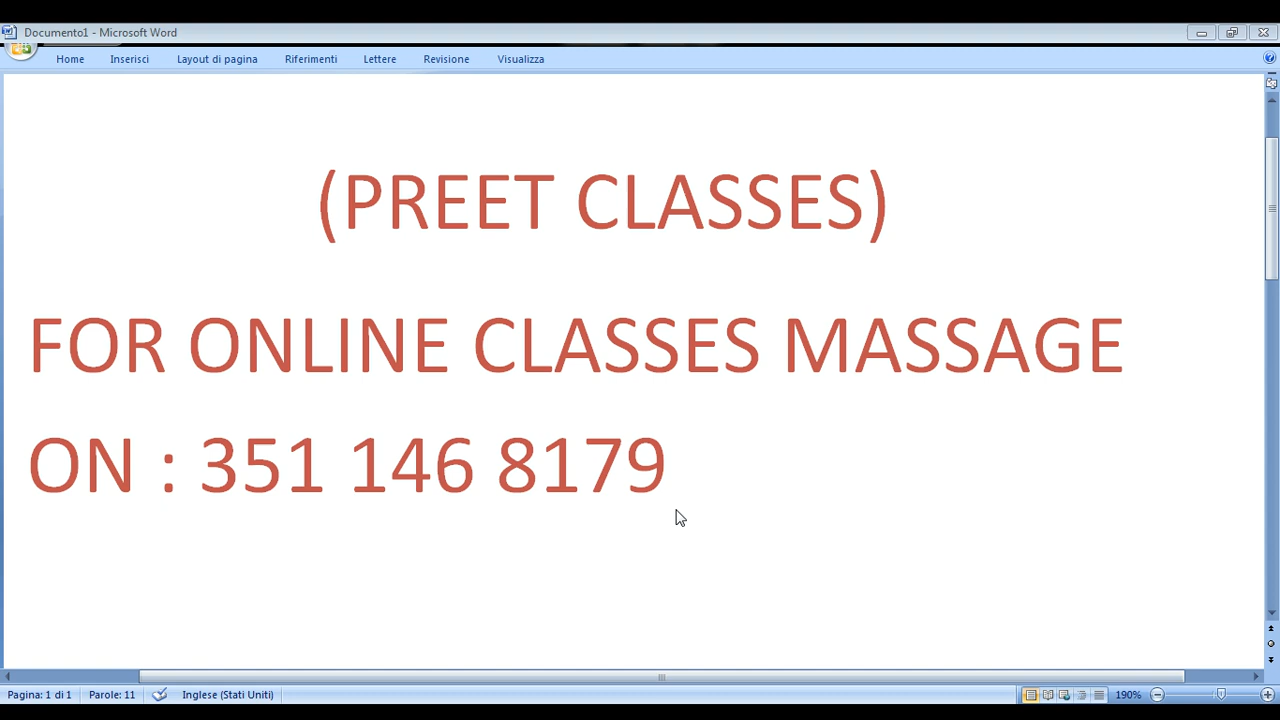 Documento1 - Microsoft Word
Home Inserisci Layout di pagina Riferimenti Lettere Revisione Visualizza
(PREET CLASSES)
FOR ONLINE CLASSES MASSAGE
ON : 351 146 8179
Pagina: 1 di 1 Parole: 11 Inglese (Stati Uniti) 190%